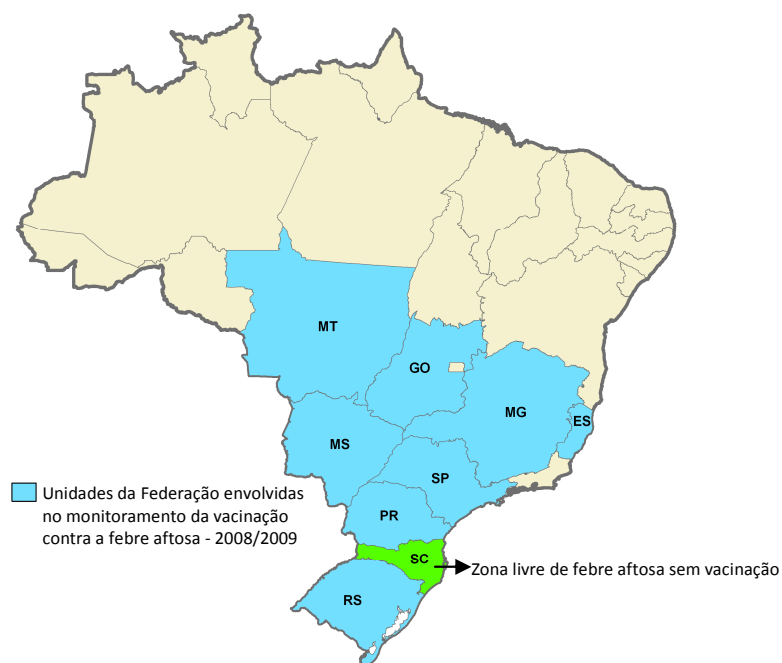 MT
GO
MG
ES
MS
SP
Unidades da Federação envolvidas
no monitoramento da vacinação
contra a febre aftosa - 2008/2009
PR
SC
Zona livre de febre aftosa sem vacinação
RS